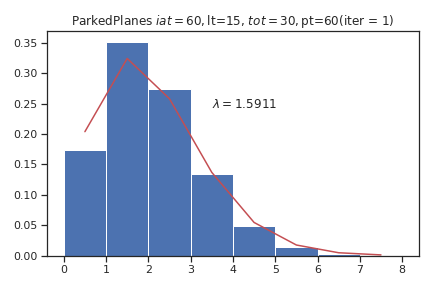 ParkedPlanes iat = 60, lt=15, tot = 30, pt=60(iter = 1)
0.35
0.30
0.25
λ = 1.5911
0.20
0.15
0.10
0.05
0.00
0 1 2 3 4 5 6 7 8